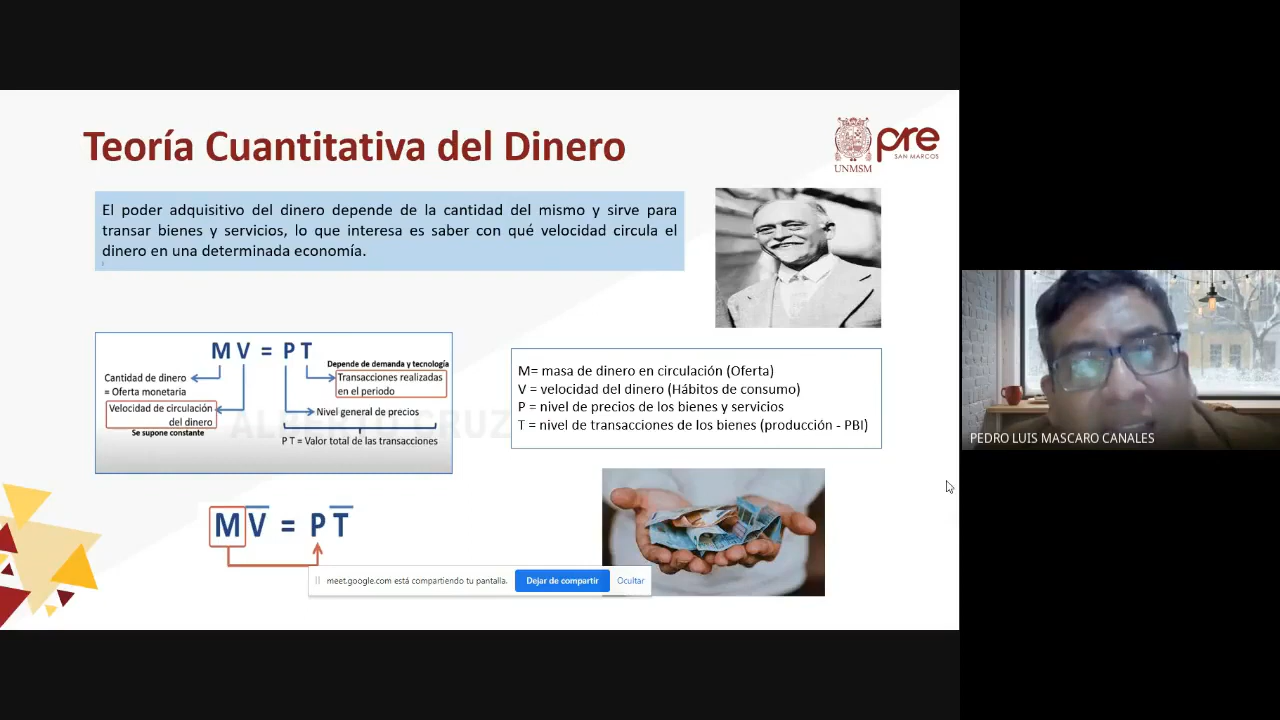 Teoría Cuantitativa del Dinero
pre
SAN MARCOS
UNMSM
El poder adquisitivo del dinero depende de la cantidad del mismo y sirve para
transar bienes y servicios, lo que interesa es saber con qué velocidad circula el
dinero en una determinada economía.
M V = P T
Depende de demanda y tecnología
Cantidad de dinero
= Oferta monetaria
Transacciones realizadas
en el periodo
Velocidad de circulación
del dinero
Se supone constante
Nivel general de precios
P T = Valor total de las transacciones
ALBERTO CRUZ
M= masa de dinero en circulación (Oferta)
V = velocidad del dinero (Hábitos de consumo)
P = nivel de precios de los bienes y servicios
T = nivel de transacciones de los bienes (producción - PBI)
M V̅ = P T̅
meet.google.com está compartiendo tu pantalla.
Dejar de compartir
Ocultar
PEDRO LUIS MASCARO CANALES